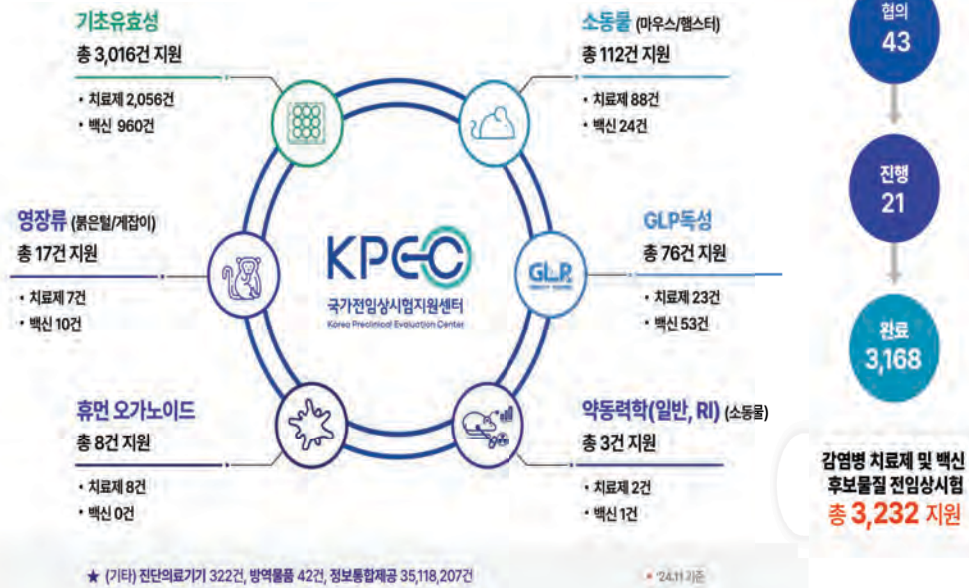 기초유효성
총 3,016건 지원
• 치료제 2,056건
• 백신 960건
소동물 (마우스/햄스터)
총 112건 지원
• 치료제 88건
• 백신 24건
영장류 (붉은털/게잡이)
총 17건 지원
• 치료제 7건
• 백신 10건
KPEC
국가전임상시험지원센터
Korea Preclinical Evaluation Center
GLP
GLP독성
총 76건 지원
• 치료제 23건
• 백신 53건
휴먼 오가노이드
총 8건 지원
• 치료제 8건
• 백신 0건
약동력학(일반, RI) (소동물)
총 3건 지원
• 치료제 2건
• 백신 1건
★ (기타) 진단의료기기 322건, 방역물품 42건, 정보통합제공 35,118,207건
• '24.11 기준
협의
43
진행
21
완료
3,168
감염병 치료제 및 백신
후보물질 전임상시험
총 3,232 지원